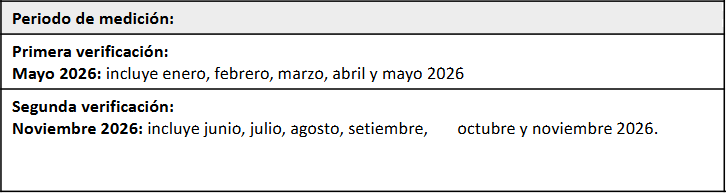 Periodo de medición:
Primera verificación:
Mayo 2026: incluye enero, febrero, marzo, abril y mayo 2026
Segunda verificación:
Noviembre 2026: incluye junio, julio, agosto, setiembre, octubre y noviembre 2026.